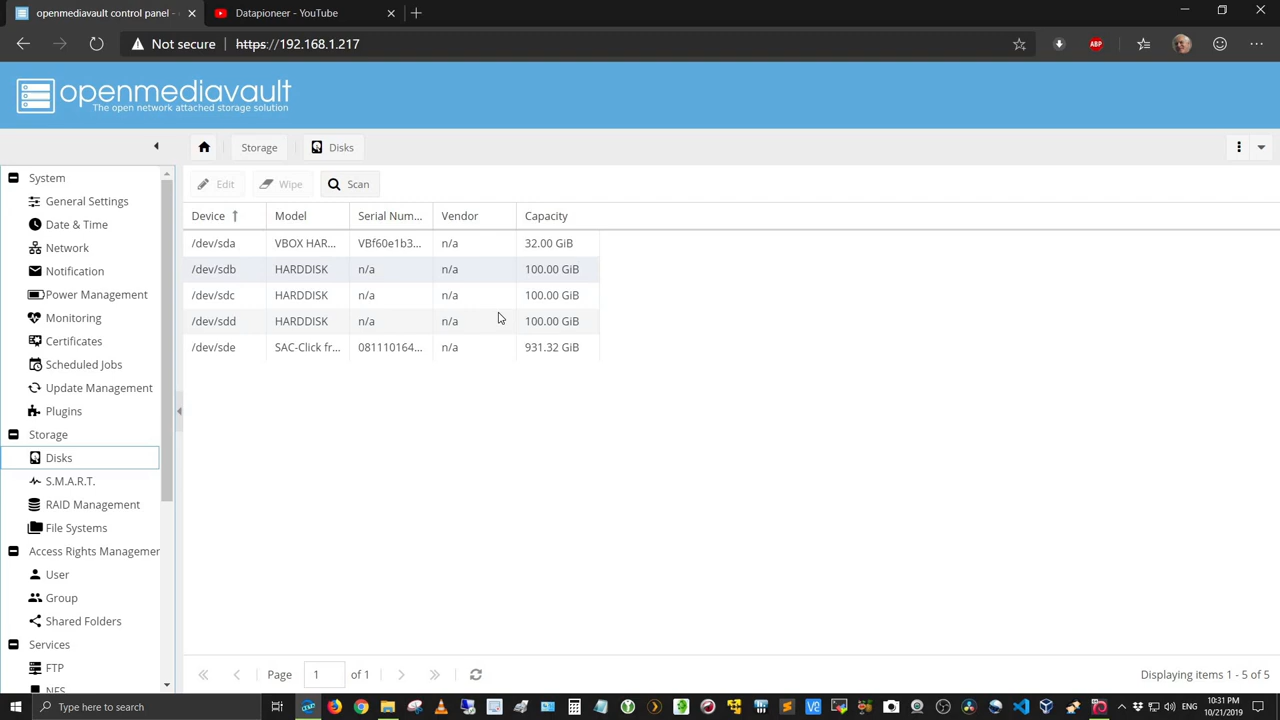 openmediavault control panel -
Datapioneer - YouTube
Not secure
https://192.168.1.217
ABP
openmediavault
The open network attached storage solution
Storage
Disks
System
General Settings
Date & Time
Network
Notification
Power Management
Monitoring
Certificates
Scheduled Jobs
Update Management
Plugins
Storage
Disks
S.M.A.R.T.
RAID Management
File Systems
Access Rights Managemer
User
Group
Shared Folders
Services
FTP
NFS
Edit
Wipe
Scan
Device Model Serial Num... Vendor Capacity
/dev/sda VBOX HAR... VBf60e1b3... n/a 32.00 GiB
/dev/sdb HARDDISK n/a n/a 100.00 GiB
/dev/sdc HARDDISK n/a n/a 100.00 GiB
/dev/sdd HARDDISK n/a n/a 100.00 GiB
/dev/sde SAC-Click fr... 081110164... n/a 931.32 GiB
Page 1 of 1
Displaying items 1 - 5 of 5
Type here to search
10:31 PM
10/21/2019